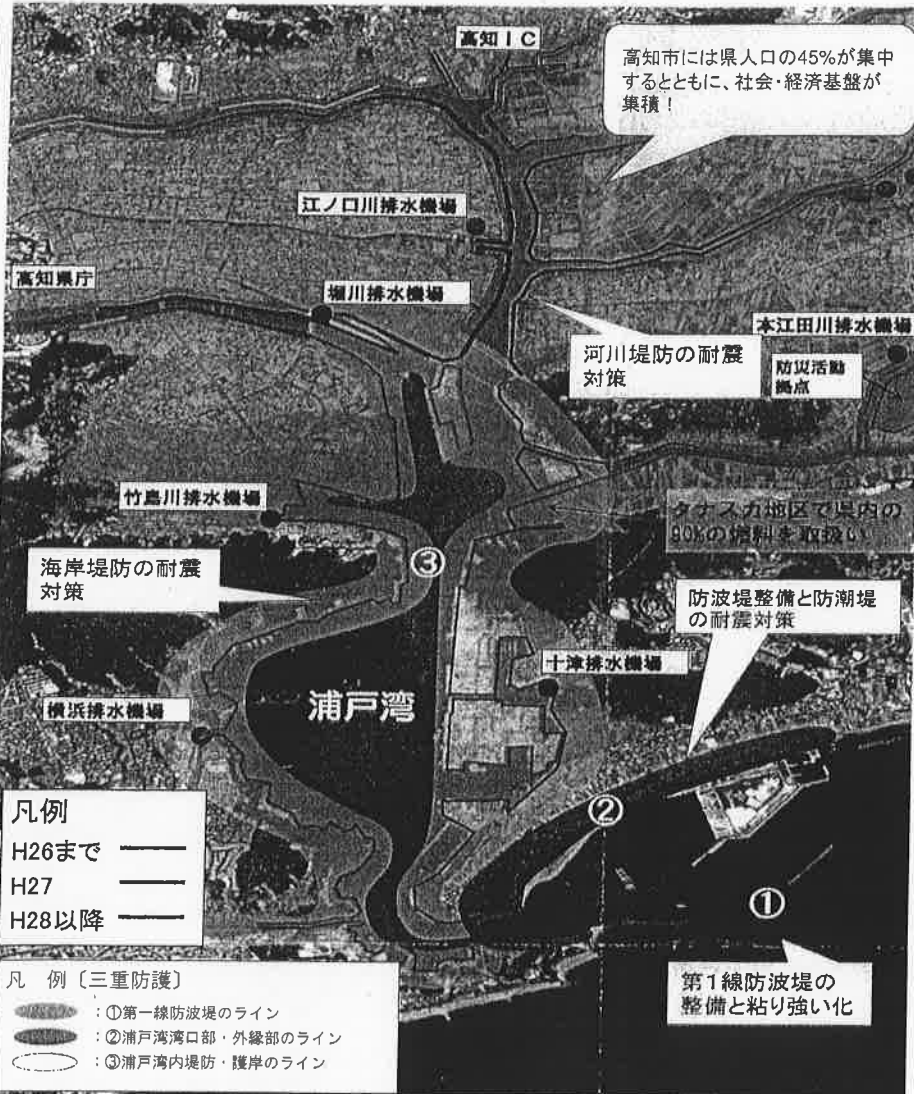 高知IC
高知市には県人口の45%が集中
するとともに、社会・経済基盤が
集積！
江ノ口川排水機場
高知県庁
堀川排水機場
河川堤防の耐震
対策
本江田川排水機場
防災活動
拠点
竹島川排水機場
タナスカ地区で県内の
90%の燃料を取扱い
③
海岸堤防の耐震
対策
防波堤整備と防潮堤
の耐震対策
十津排水機場
浦戸湾
横浜排水機場
②
①
凡例
H26まで
H27
H28以降
第1線防波堤の
整備と粘り強い化
凡 例〔三重防護〕
：①第一線防波堤のライン
：②浦戸湾湾口部・外縁部のライン
：③浦戸湾内堤防・護岸のライン